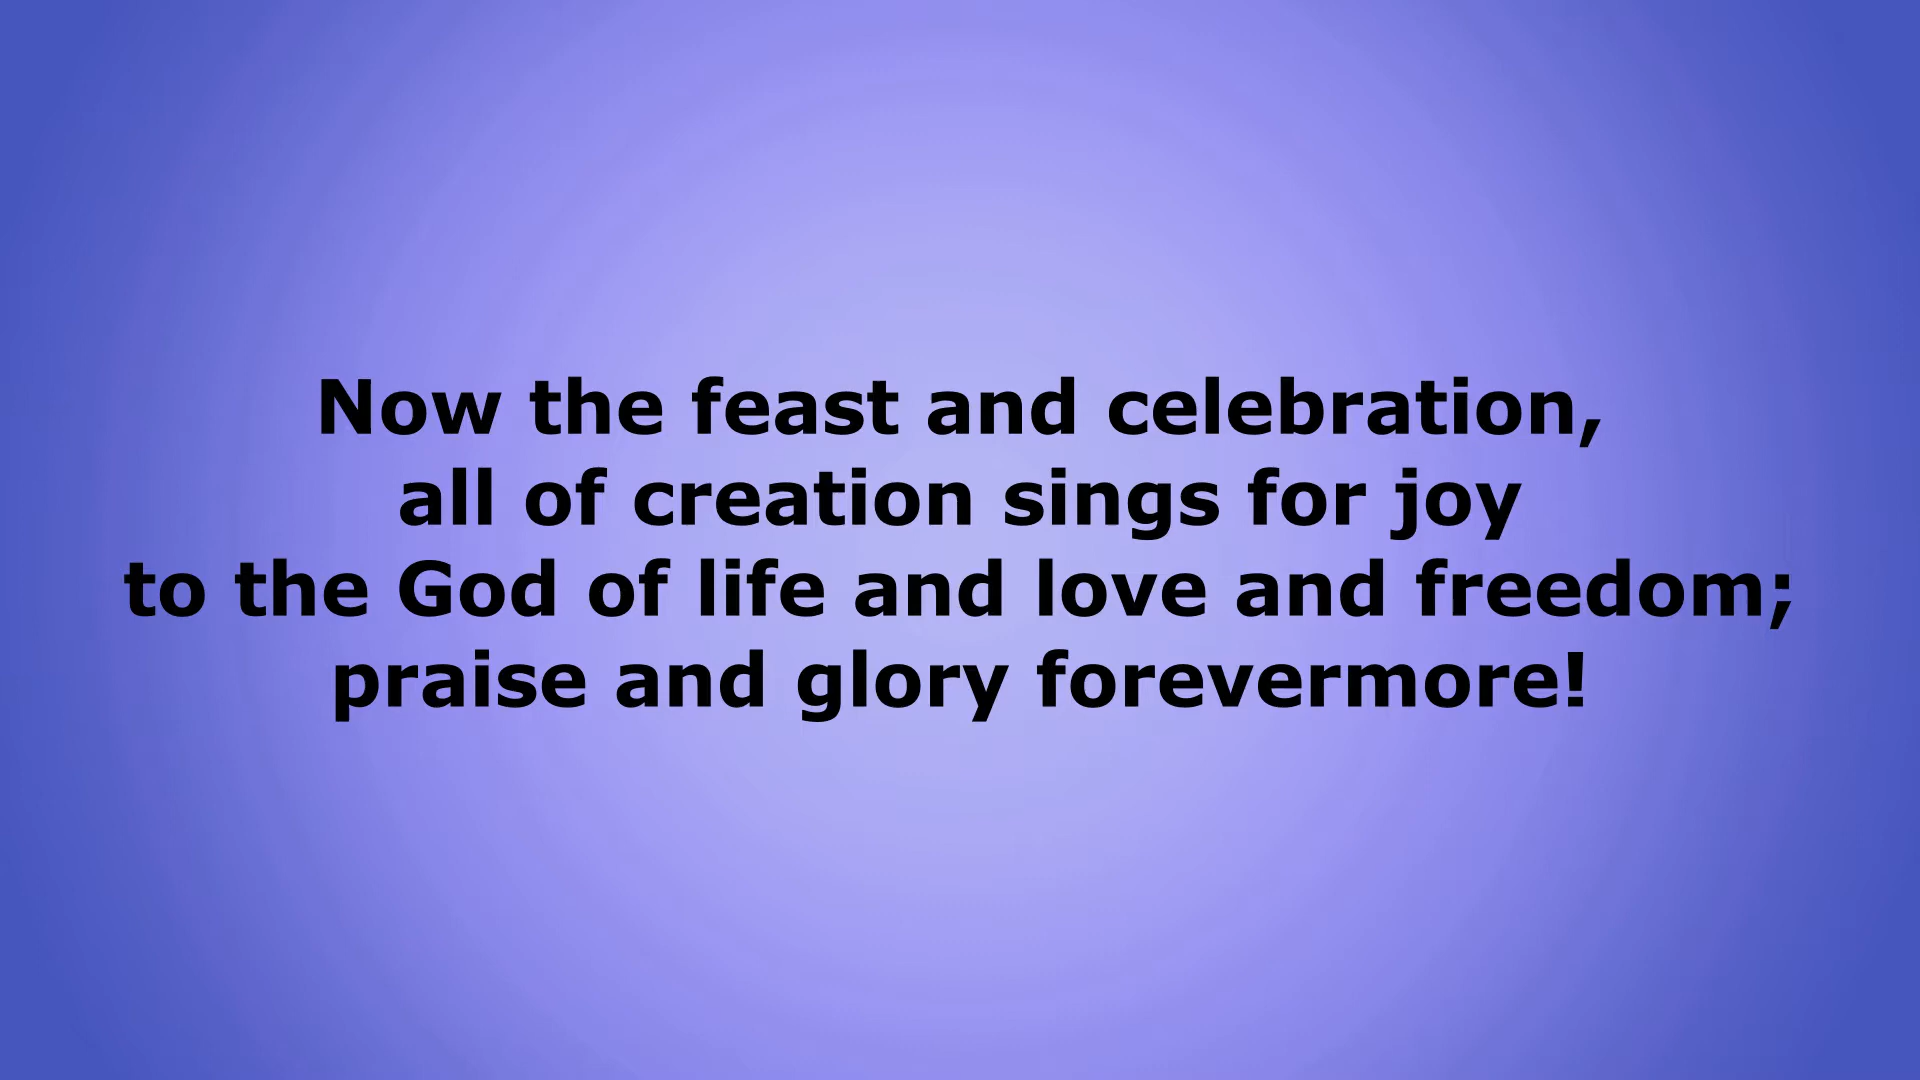 Now the feast and celebration,
all of creation sings for joy
to the God of life and love and freedom;
praise and glory forevermore!